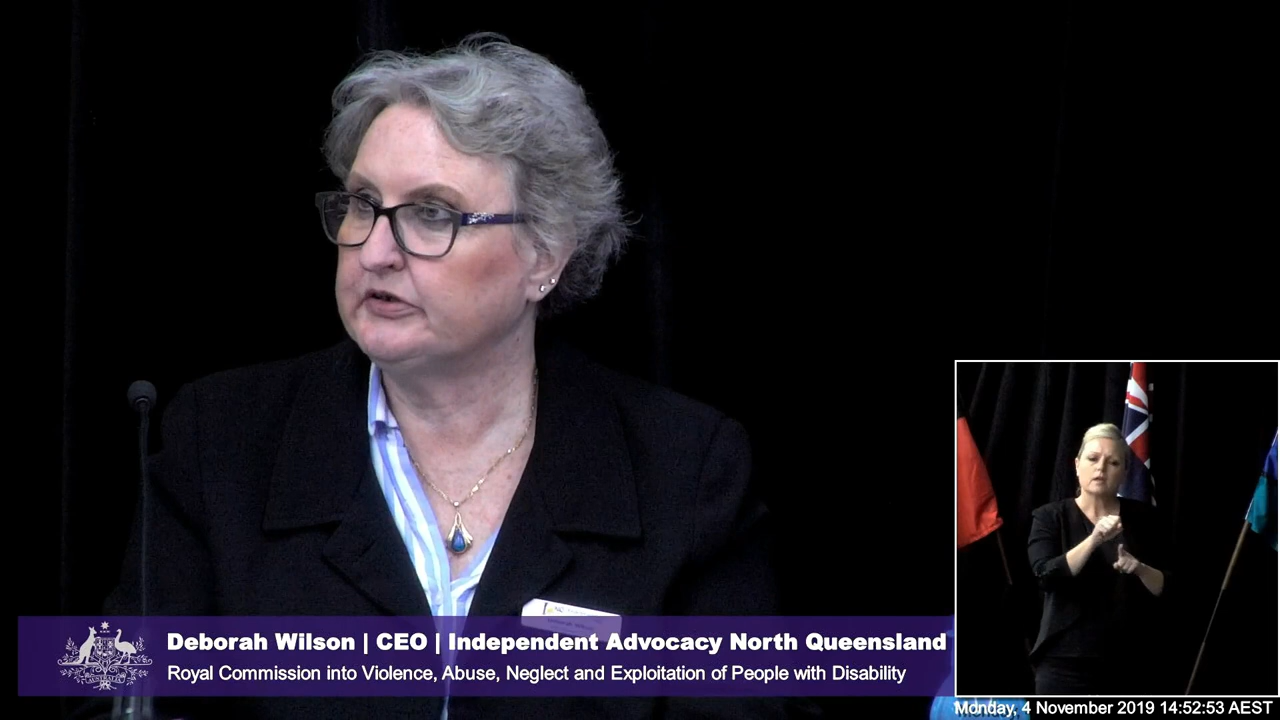 Deborah Wilson | CEO | Independent Advocacy North Queensland
Royal Commission into Violence, Abuse, Neglect and Exploitation of People with Disability
Monday, 4 November 2019 14:52:53 AEST